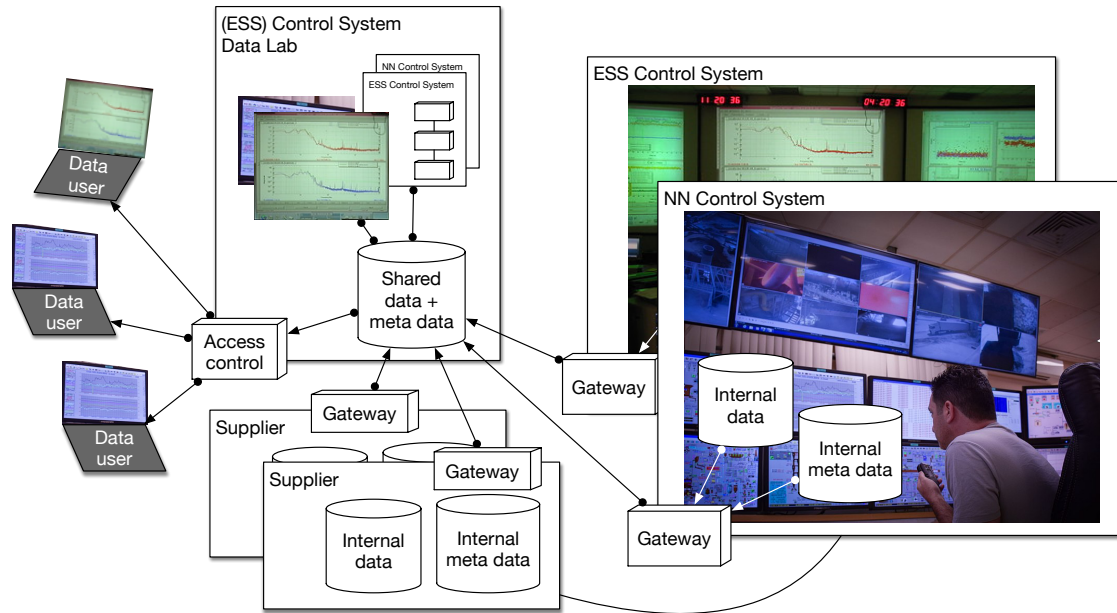 (ESS) Control System
Data Lab
NN Control System
ESS Control System
ESS Control System
11 20 36
04 20 36
NN Control System
Data
user
Data
user
Data
user
Shared
data +
meta data
Access
control
Gateway
Gateway
Supplier
Gateway
Supplier
Internal
data
Internal
meta data
Internal
data
Internal
meta data
Gateway